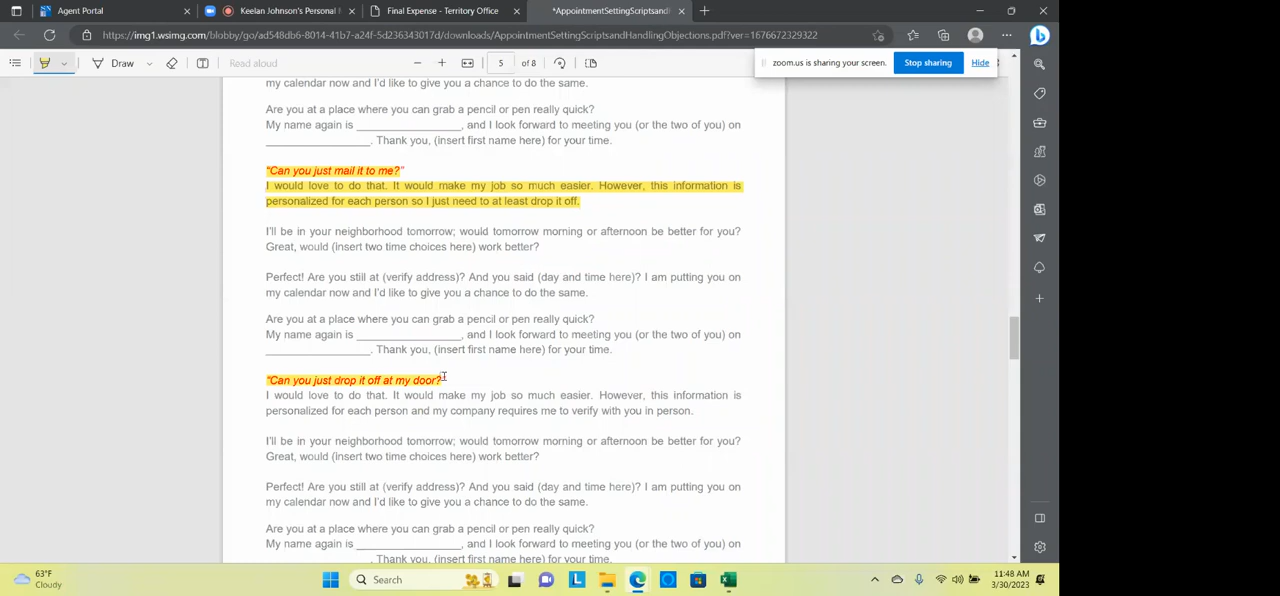 Agent Portal
Keelan Johnson's Personal
Final Expense - Territory Office
*AppointmentSettingScriptsand
https://img1.wsimg.com/blobby/go/ad548db6-8014-41b7-a24f-5d236343017d/downloads/AppointmentSettingScriptsandHandlingObjections.pdf?ver=1676672329322
Draw
Read aloud
5 of 8
zoom.us is sharing your screen. Stop sharing Hide
my calendar now and I'd like to give you a chance to do the same.
Are you at a place where you can grab a pencil or pen really quick?
My name again is __________________, and I look forward to meeting you (or the two of you) on
__________________. Thank you, (insert first name here) for your time.
"Can you just mail it to me?"
I would love to do that. It would make my job so much easier. However, this information is
personalized for each person so I just need to at least drop it off.
I'll be in your neighborhood tomorrow; would tomorrow morning or afternoon be better for you?
Great, would (insert two time choices here) work better?
Perfect! Are you still at (verify address)? And you said (day and time here)? I am putting you on
my calendar now and I'd like to give you a chance to do the same.
Are you at a place where you can grab a pencil or pen really quick?
My name again is __________________, and I look forward to meeting you (or the two of you) on
__________________. Thank you, (insert first name here) for your time.
"Can you just drop it off at my door?
I would love to do that. It would make my job so much easier. However, this information is
personalized for each person and my company requires me to verify with you in person.
I'll be in your neighborhood tomorrow; would tomorrow morning or afternoon be better for you?
Great, would (insert two time choices here) work better?
Perfect! Are you still at (verify address)? And you said (day and time here)? I am putting you on
my calendar now and I'd like to give you a chance to do the same.
Are you at a place where you can grab a pencil or pen really quick?
My name again is __________________, and I look forward to meeting you (or the two of you) on
__________________. Thank you, (insert first name here) for your time.
63°F
Cloudy
Search
11:48 AM
3/30/2023